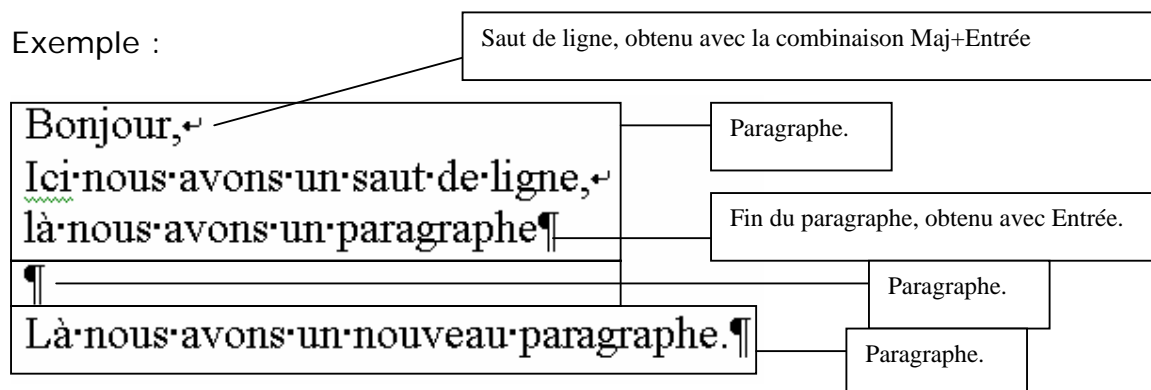 Exemple :
Saut de ligne, obtenu avec la combinaison Maj+Entrée
Bonjour,↵
Paragraphe.
Ici·nous·avons·un·saut·de·ligne,↵
là·nous·avons·un·paragraphe¶
Fin du paragraphe, obtenu avec Entrée.
¶
Paragraphe.
Là·nous·avons·un·nouveau·paragraphe.¶
Paragraphe.